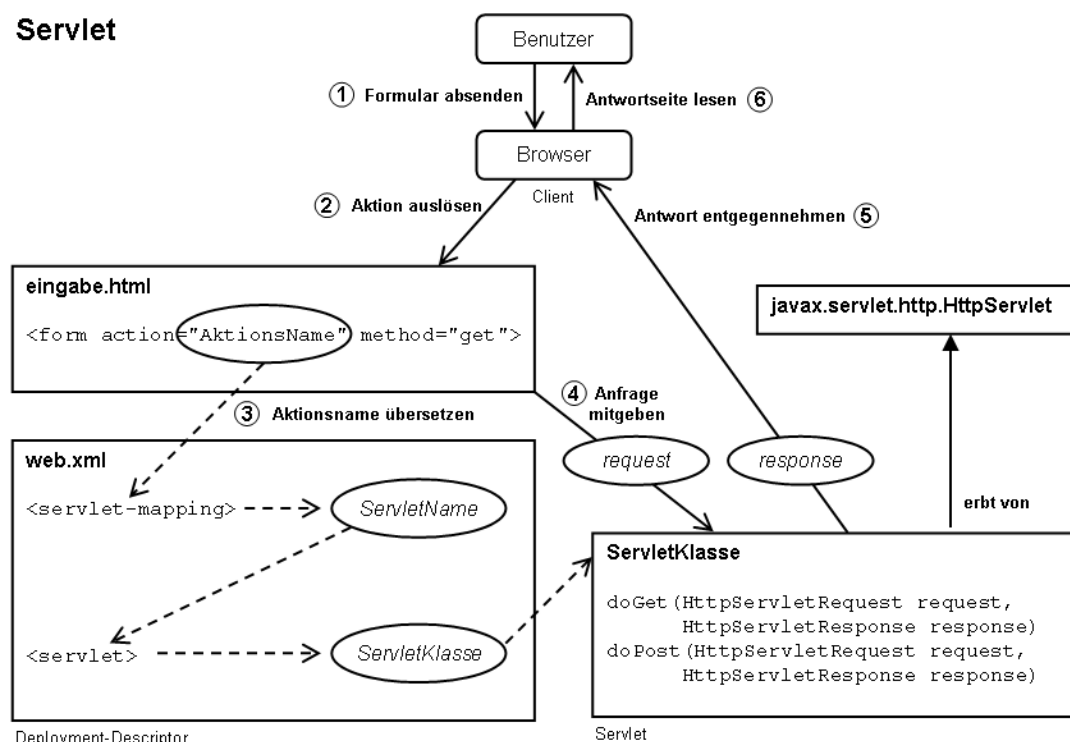 Servlet
Benutzer
① Formular absenden
Antwortseite lesen ⑥
Browser
Client
② Aktion auslösen
Antwort entgegennehmen ⑤
eingabe.html
<form action="AktionsName" method="get">
javax.servlet.http.HttpServlet
③ Aktionsname übersetzen
④ Anfrage
mitgeben
request
response
erbt von
web.xml
<servlet-mapping>
ServletName
<servlet>
ServletKlasse
Deployment-Descriptor
ServletKlasse
doGet(HttpServletRequest request,
HttpServletResponse response)
doPost(HttpServletRequest request,
HttpServletResponse response)
Servlet